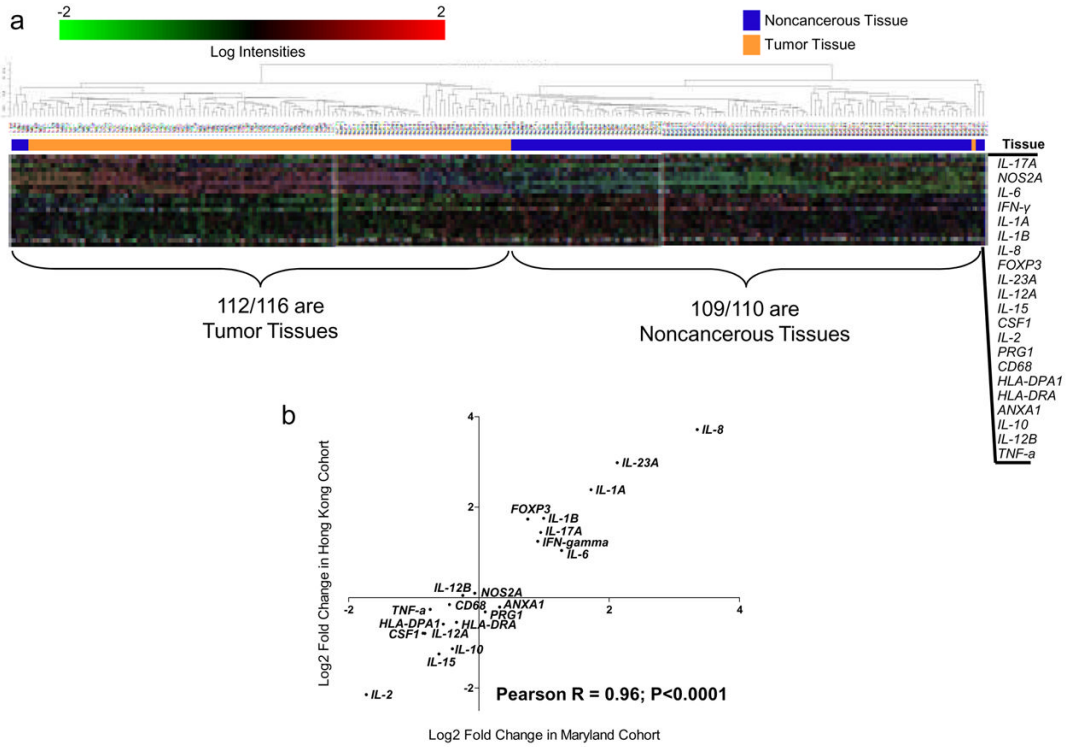 a
-2
2
Log Intensities
Noncancerous Tissue
Tumor Tissue
Tissue
IL-17A
NOS2A
IL-6
IFN-γ
IL-1A
IL-1B
IL-8
FOXP3
IL-23A
IL-12A
IL-15
CSF1
IL-2
PRG1
CD68
HLA-DPA1
HLA-DRA
ANXA1
IL-10
IL-12B
TNF-a
112/116 are
Tumor Tissues
109/110 are
Noncancerous Tissues
b
Log2 Fold Change in Hong Kong Cohort
4
IL-8
IL-23A
IL-1A
2
FOXP3
IL-1B
IL-17A
IFN-gamma
IL-6
IL-12B
NOS2A
-2
2
4
TNF-a
CD68
ANXA1
PRG1
HLA-DPA1
HLA-DRA
CSF1
IL-12A
IL-10
IL-15
IL-2
-2
Pearson R = 0.96; P<0.0001
Log2 Fold Change in Maryland Cohort